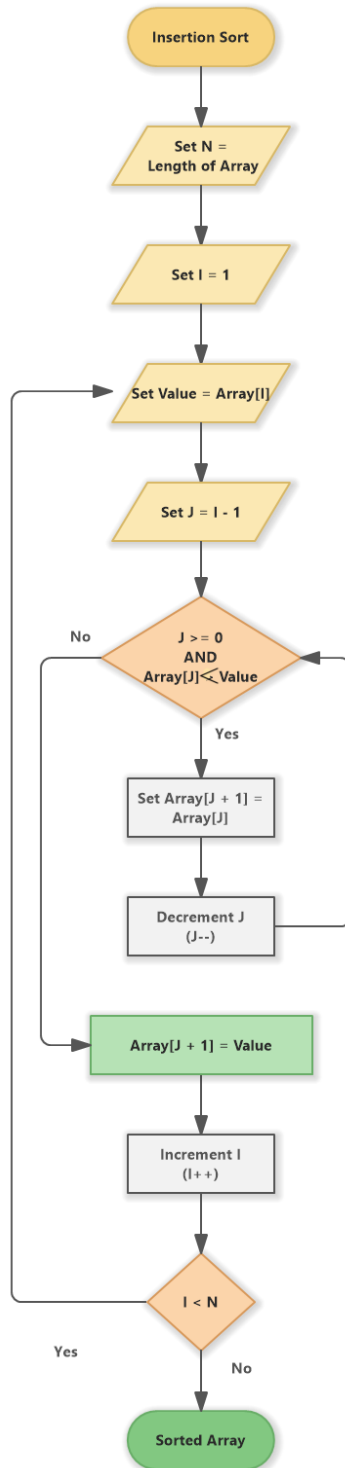 Insertion Sort
Set N =
Length of Array
Set I = 1
Set Value = Array[I]
Set J = I - 1
No
J >= 0
AND
Array[J]< Value
Yes
Set Array[J + 1] =
Array[J]
Decrement J
(J--)
Array[J + 1] = Value
Increment I
(I++)
I < N
Yes
No
Sorted Array